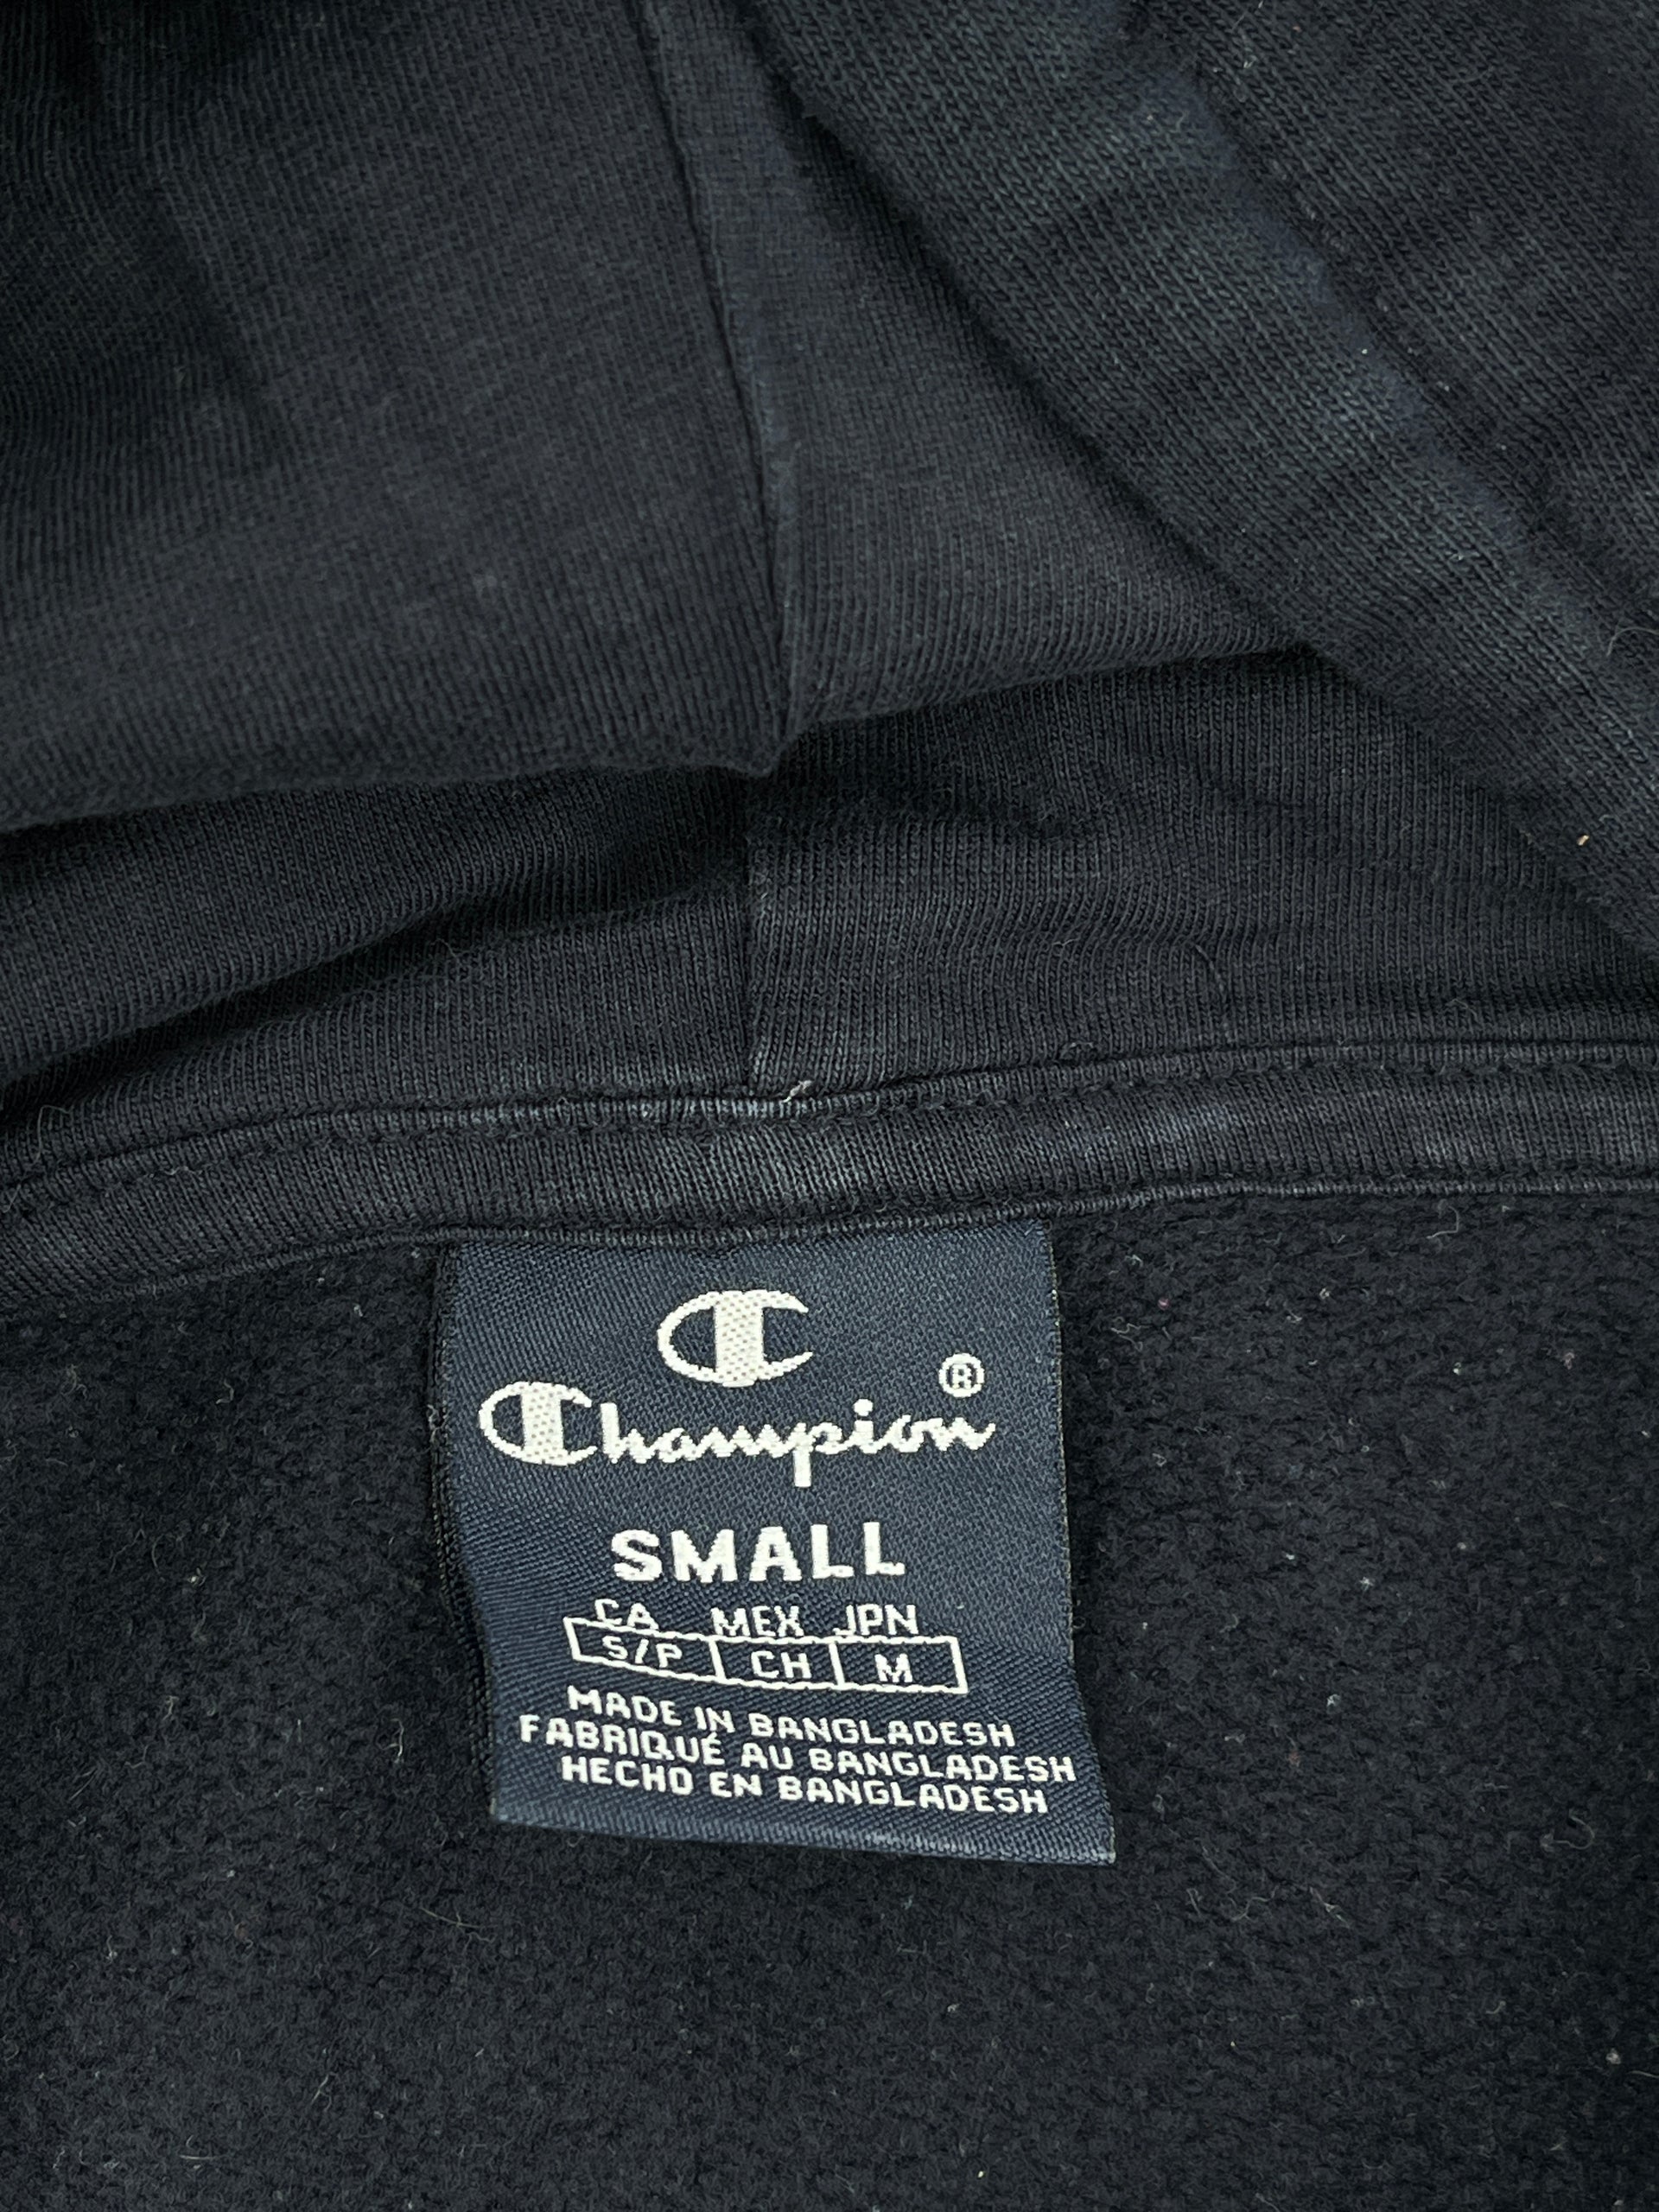 Champion®
SMALL
CA MEX JPN
S/P CH M
MADE IN BANGLADESH
FABRIQUÉ AU BANGLADESH
HECHO EN BANGLADESH